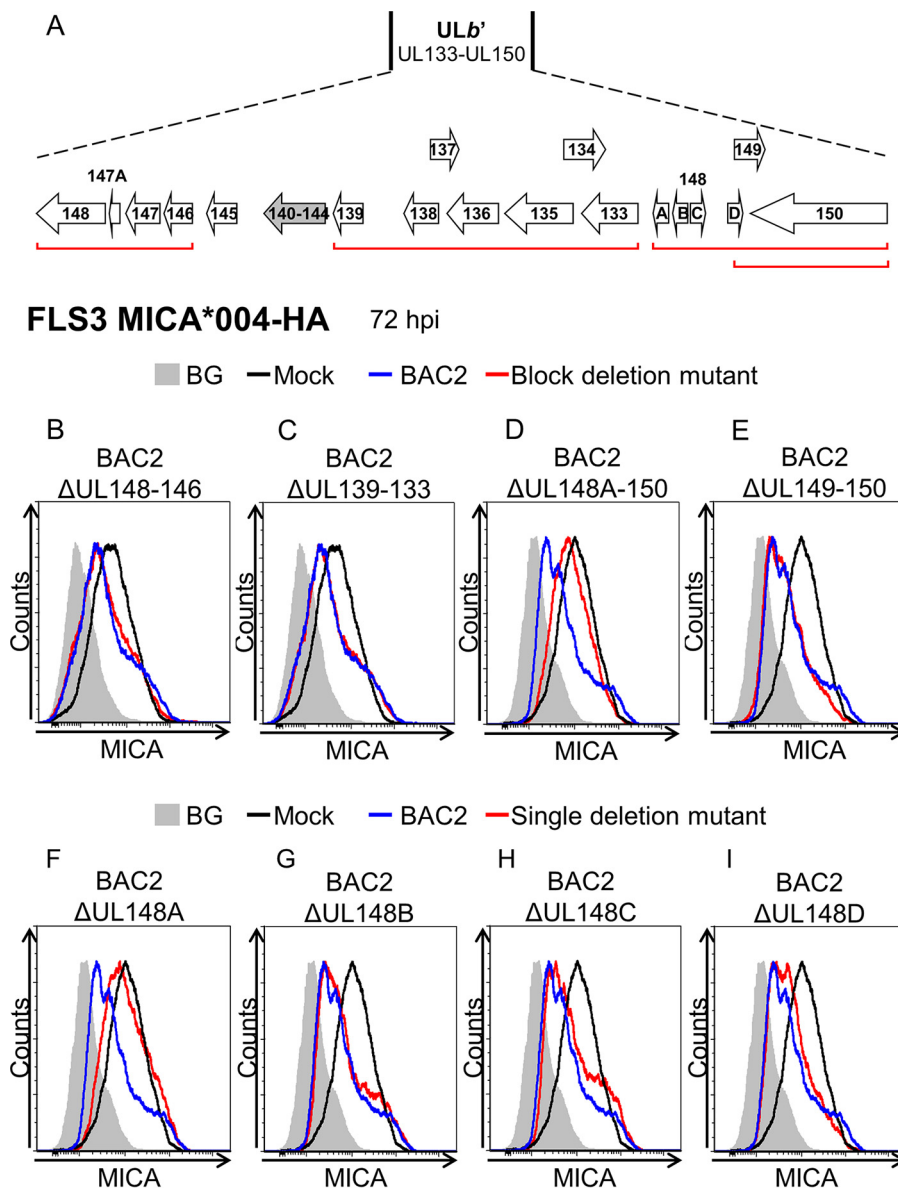 A
ULb'
UL133-UL150
137
134
149
147A
148
148
147
146
145
140-144
139
138
136
135
133
A
B
C
D
150
FLS3 MICA*004-HA 72 hpi
BG Mock BAC2 Block deletion mutant
B
C
D
E
BAC2
ΔUL148-146
BAC2
ΔUL139-133
BAC2
ΔUL148A-150
BAC2
ΔUL149-150
Counts
Counts
Counts
Counts
MICA
MICA
MICA
MICA
BG Mock BAC2 Single deletion mutant
F
G
H
I
BAC2
ΔUL148A
BAC2
ΔUL148B
BAC2
ΔUL148C
BAC2
ΔUL148D
Counts
Counts
Counts
Counts
MICA
MICA
MICA
MICA